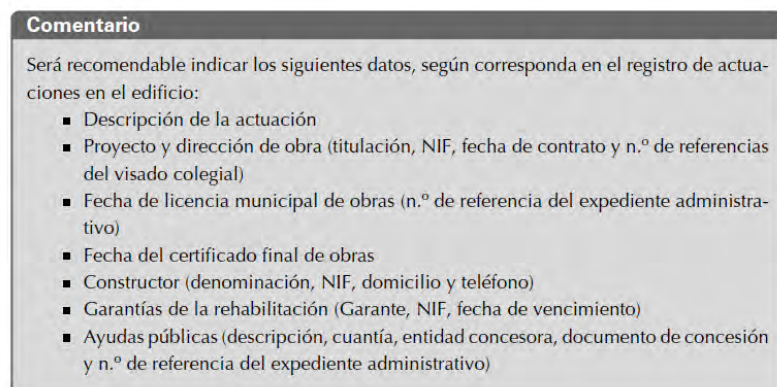 Comentario
Será recomendable indicar los siguientes datos, según corresponda en el registro de actua-
ciones en el edificio:
▪ Descripción de la actuación
▪ Proyecto y dirección de obra (titulación, NIF, fecha de contrato y n.º de referencias
del visado colegial)
▪ Fecha de licencia municipal de obras (n.º de referencia del expediente administra-
tivo)
▪ Fecha del certificado final de obras
▪ Constructor (denominación, NIF, domicilio y teléfono)
▪ Garantías de la rehabilitación (Garante, NIF, fecha de vencimiento)
▪ Ayudas públicas (descripción, cuantía, entidad concesora, documento de concesión
y n.º de referencia del expediente administrativo)